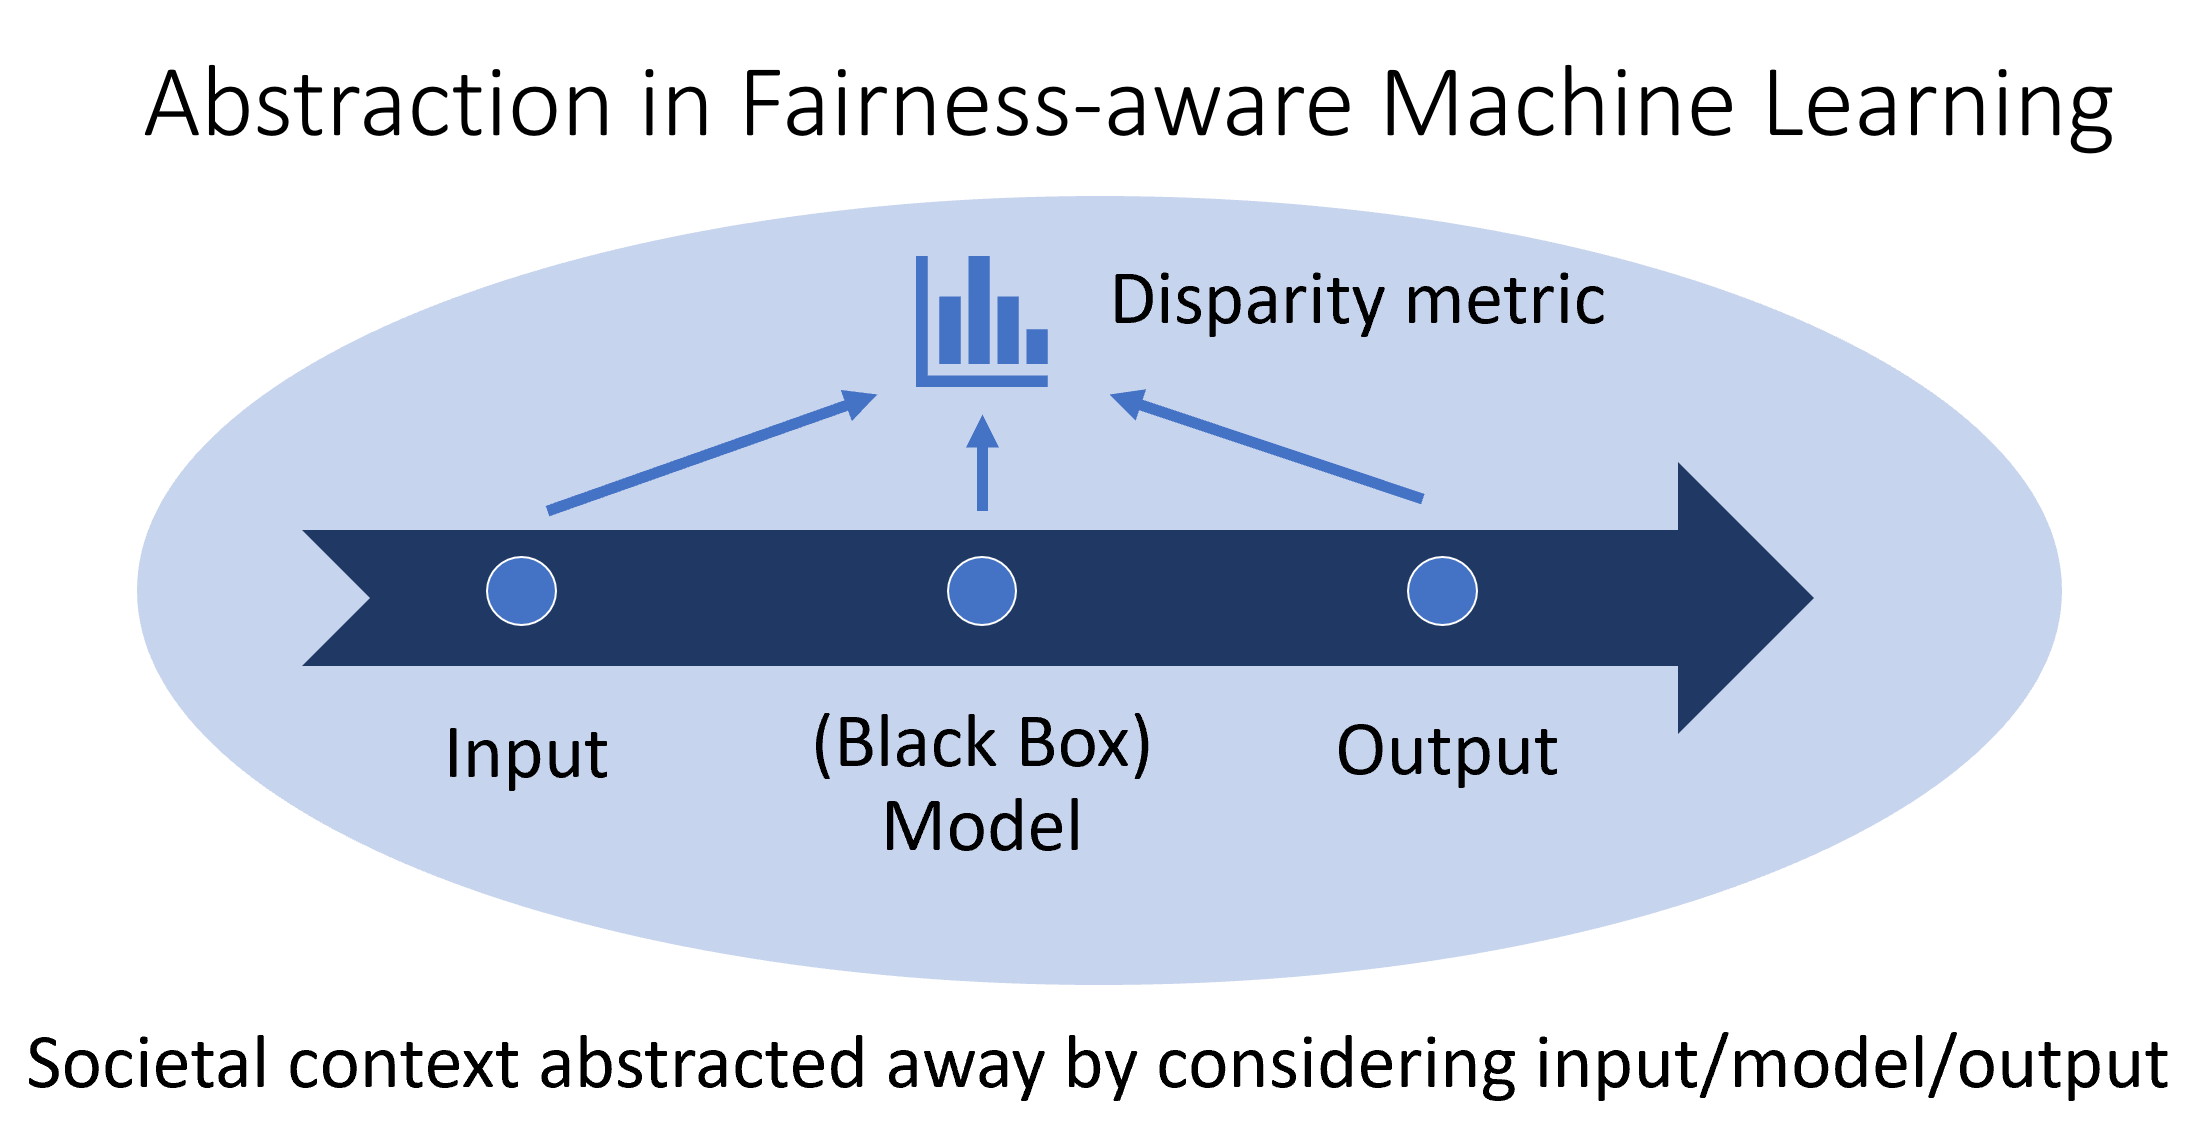 Abstraction in Fairness-aware Machine Learning
Disparity metric
Input
(Black Box)
Model
Output
Societal context abstracted away by considering input/model/output